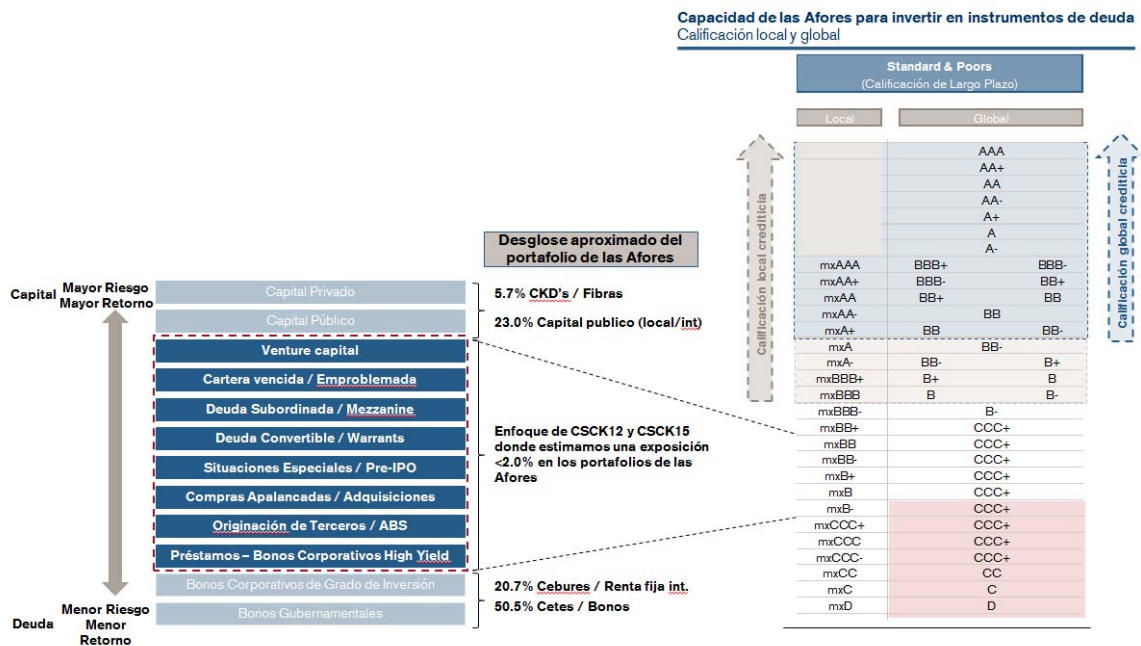 Capacidad de las Afores para invertir en instrumentos de deuda
Calificación local y global
Standard & Poors
(Calificación de Largo Plazo)
Local Global
Calificación local crediticia
Calificación global crediticia
AAA
AA+
AA
AA-
A+
A
A-
mxAAA BBB+ BBB-
mxAA+ BBB- BB+
mxAA BB+ BB
mxAA- BB
mxA+ BB BB-
mxA BB-
mxA- BB- B+
mxBBB+ B+ B
mxBBB B B-
mxBBB- B-
mxBB+ CCC+
mxBB CCC+
mxBB- CCC+
mxB+ CCC+
mxB CCC+
mxB- CCC+
mxCCC+ CCC+
mxCCC CCC+
mxCCC- CCC+
mxCC CC
mxC C
mxD D
Desglose aproximado del
portafolio de las Afores
Capital
Mayor Riesgo
Mayor Retorno
Capital Privado
5.7% CKD's / Fibras
Capital Público
23.0% Capital publico (local/int)
Venture capital
Cartera vencida / Emproblemada
Deuda Subordinada / Mezzanine
Deuda Convertible / Warrants
Situaciones Especiales / Pre-IPO
Compras Apalancadas / Adquisiciones
Originación de Terceros / ABS
Préstamos – Bonos Corporativos High Yield
Enfoque de CSCK12 y CSCK15
donde estimamos una exposición
<2.0% en los portafolios de las
Afores
Bonos Corporativos de Grado de Inversión
20.7% Cebures / Renta fija int.
Bonos Gubernamentales
50.5% Cetes / Bonos
Deuda
Menor Riesgo
Menor
Retorno